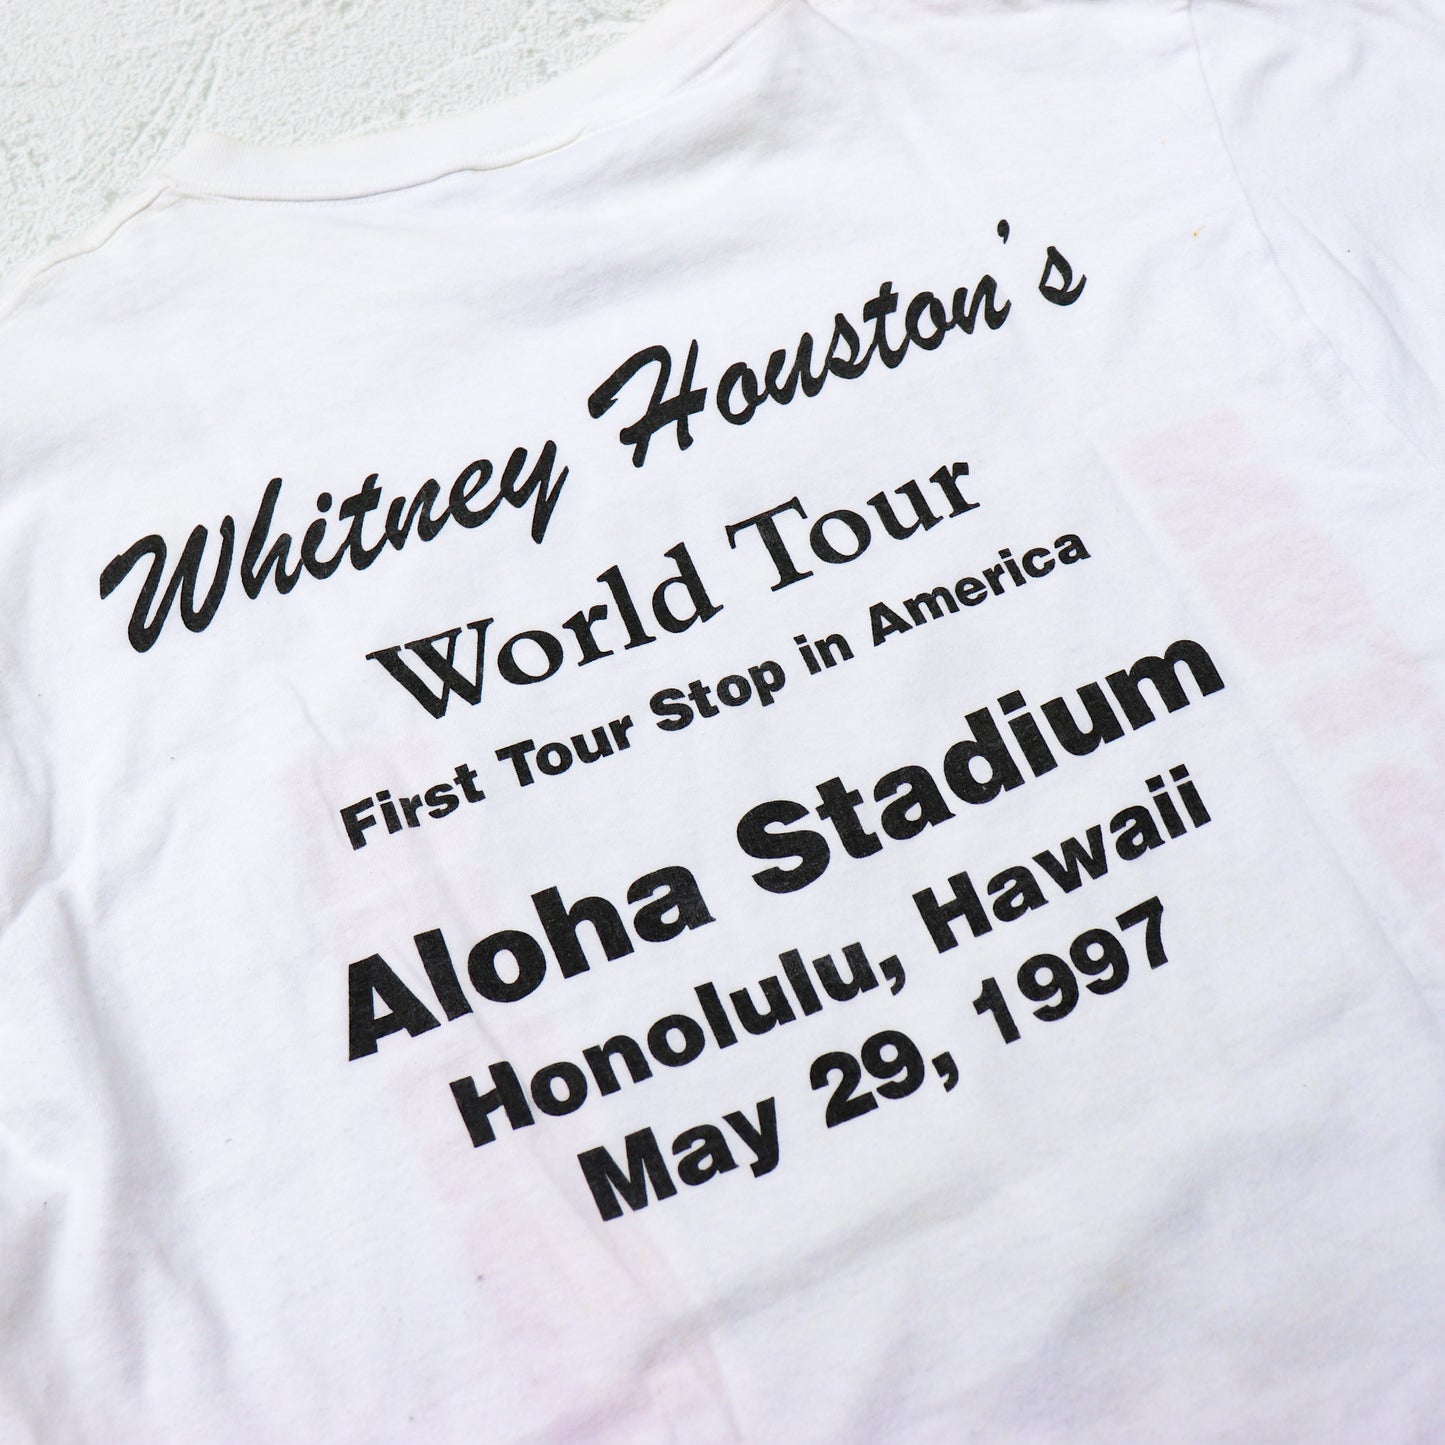 Whitney Houston's
World Tour
First Tour Stop in America
Aloha Stadium
Honolulu, Hawaii
May 29, 1997